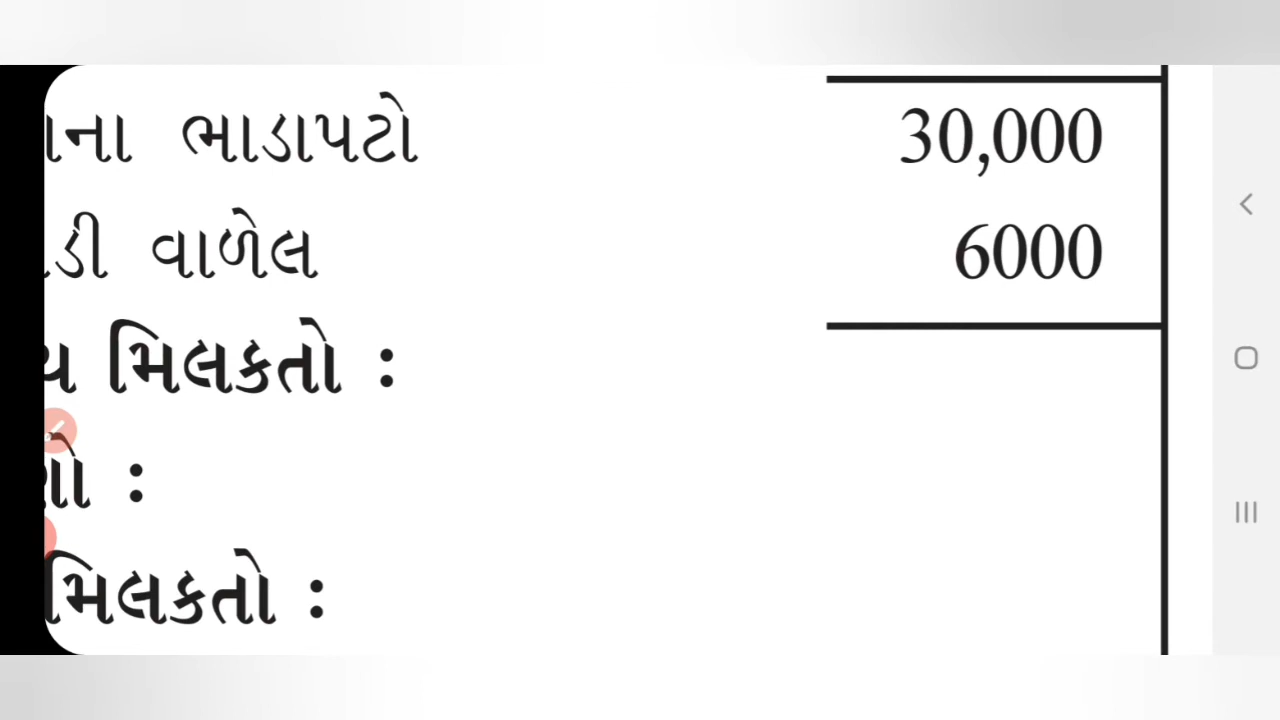 ભાડાપટો 30,000
વાળેલ 6000
મિલકતો :
:
મિલકતો :